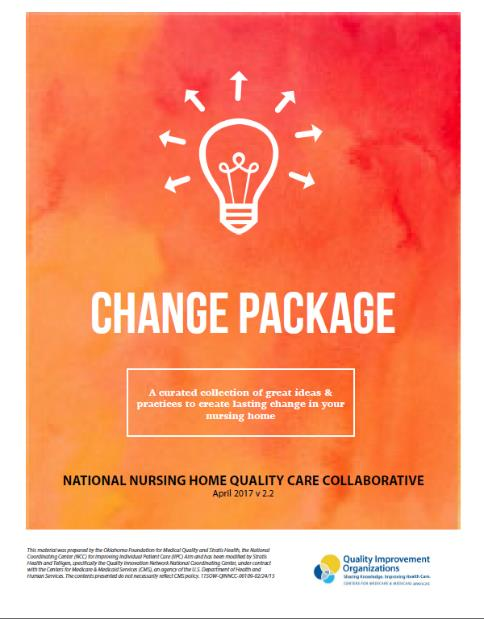 CHANGE PACKAGE
A curated collection of great ideas &
practices to create lasting change in your
nursing home
NATIONAL NURSING HOME QUALITY CARE COLLABORATIVE
April 2017 v 2.2
This material was prepared by the Oklahoma Foundation for Medical Quality and Stratis Health, the National
Coordinating Center (NCC) for Improving Individual Patient Care (IIPC) Aim and has been modified by Stratis
Health and Telligen, specifically the Quality Innovation Network National Coordinating Center, under contract
with the Centers for Medicare & Medicaid Services (CMS), an agency of the U.S. Department of Health and
Human Services. The contents presented do not necessarily reflect CMS policy. 11SOW-QINNCC-00109-02/24/15
Quality Improvement
Organizations
Sharing Knowledge. Improving Health Care.
CENTERS FOR MEDICARE & MEDICAID SERVICES